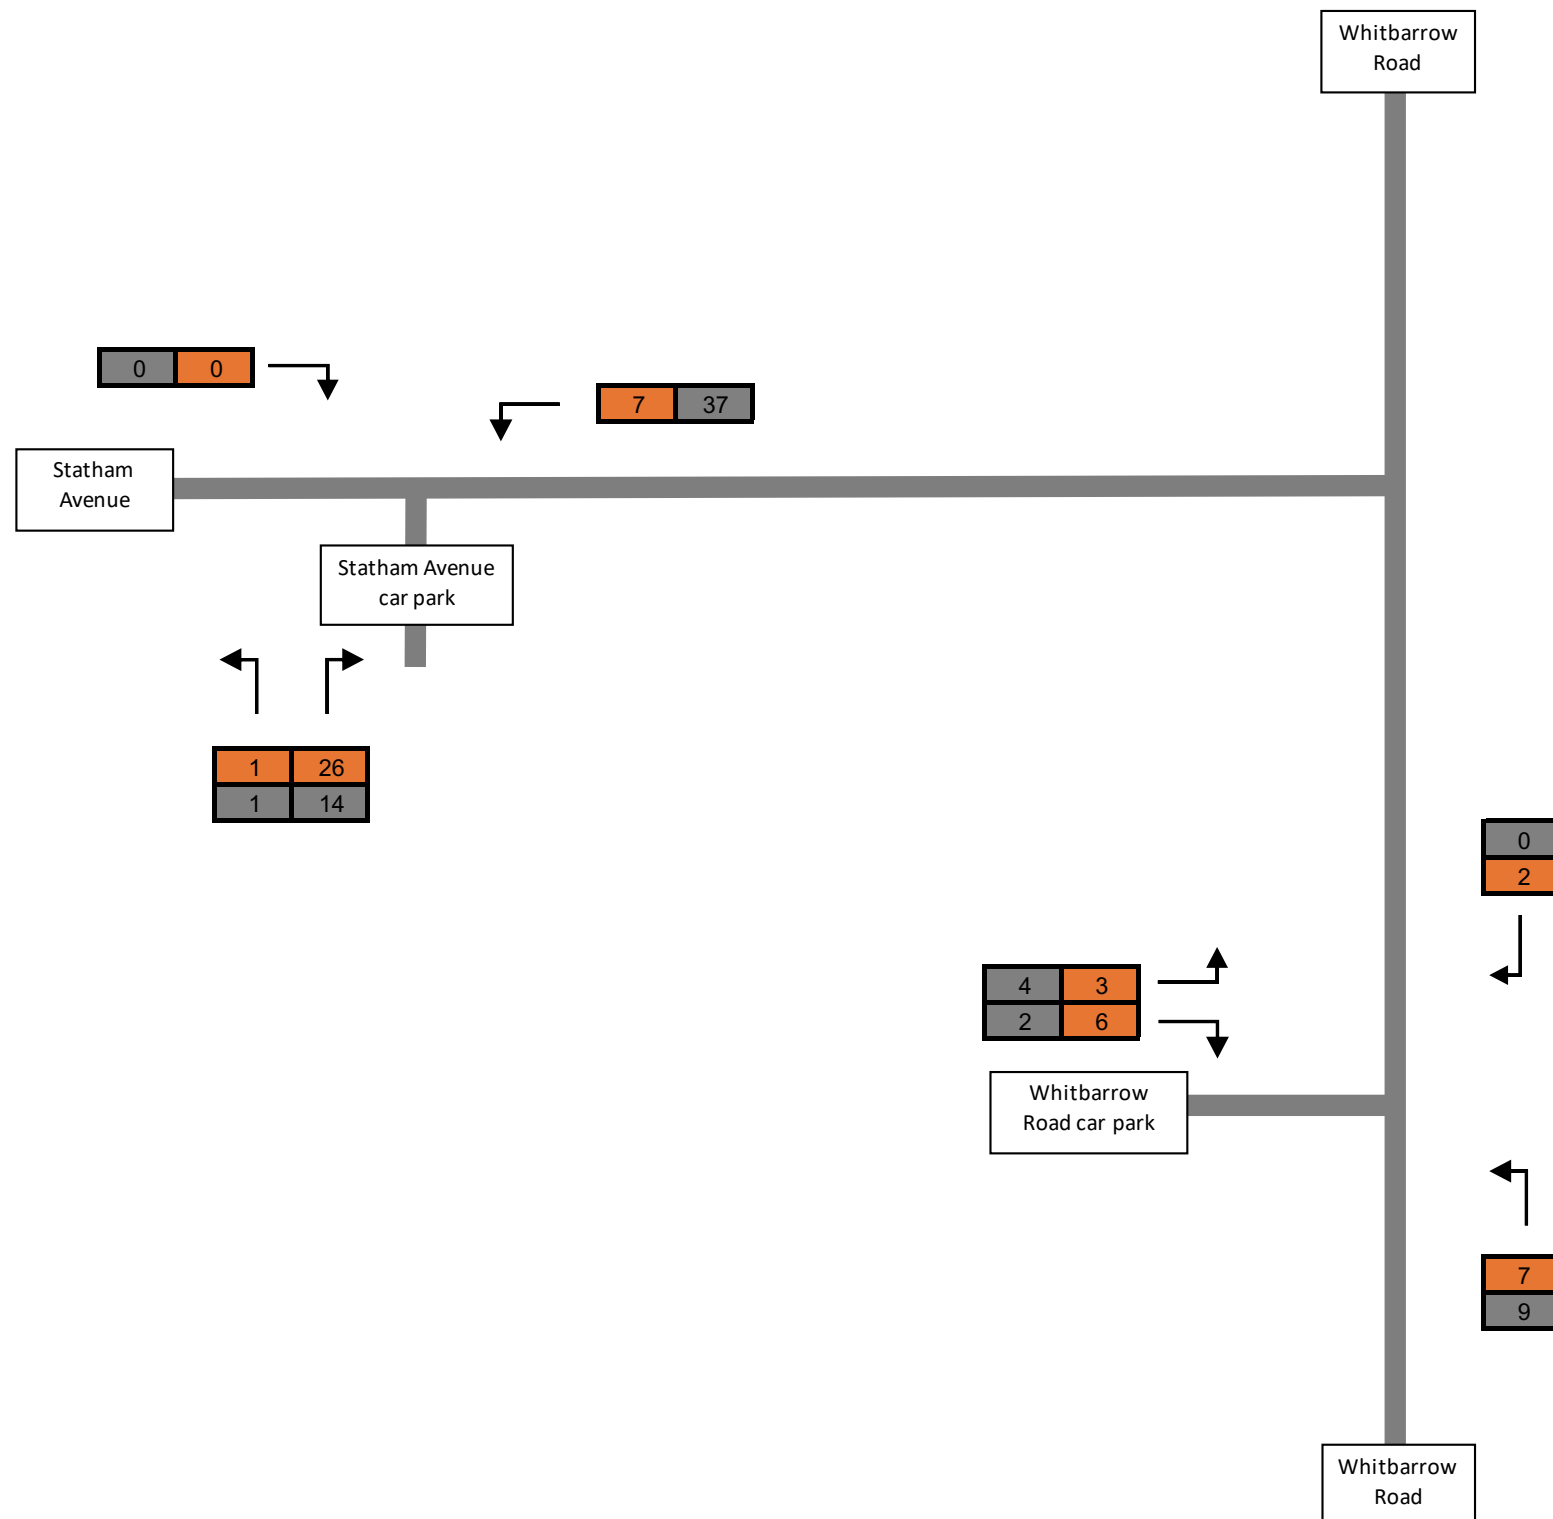 Whitbarrow
Road
0 0
7 37
Statham
Avenue
Statham Avenue
car park
1 26
1 14
0
2
4 3
2 6
Whitbarrow
Road car park
7
9
Whitbarrow
Road